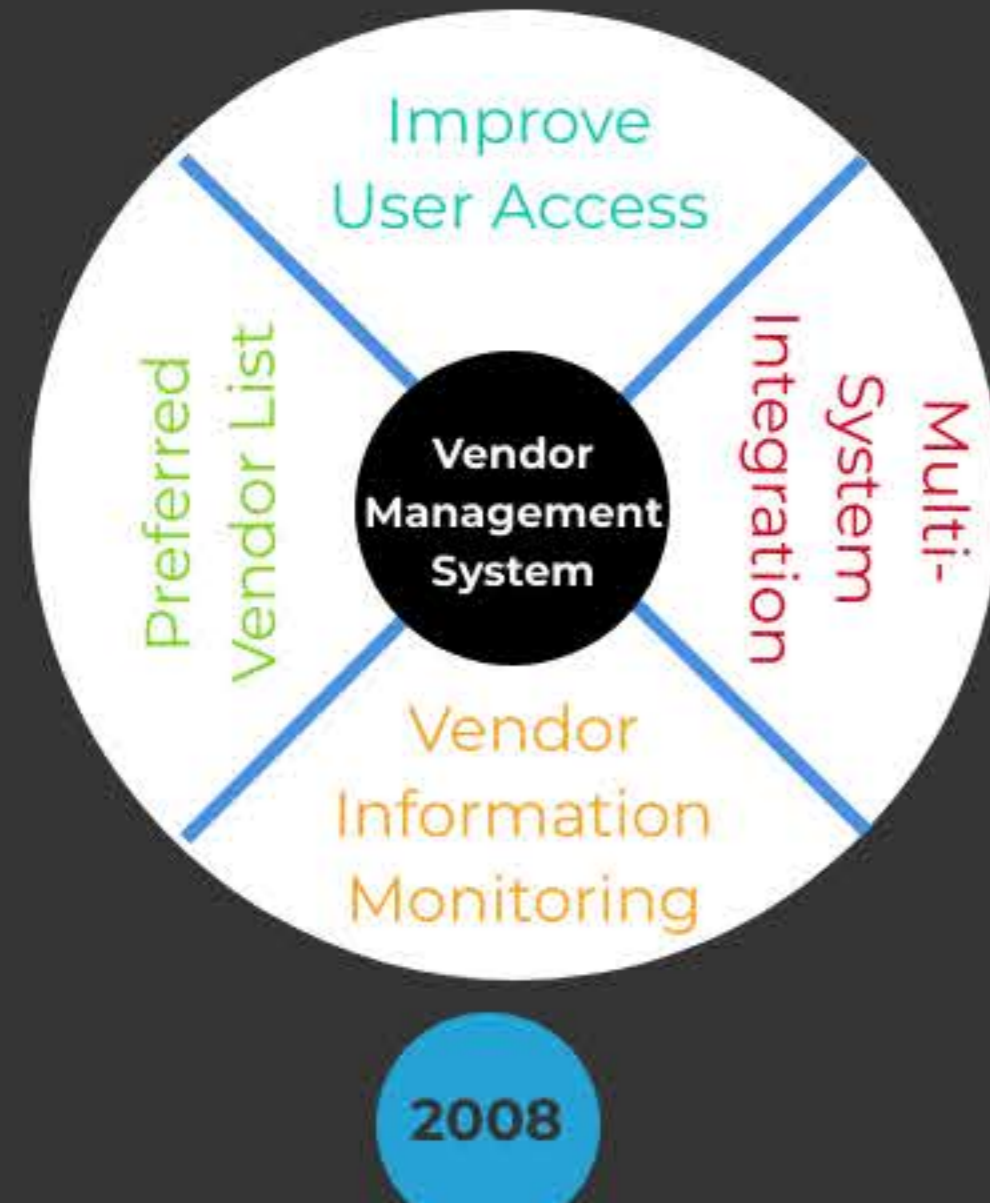 Improve
User Access
Preferred
Vendor List
Vendor
Management
System
Multi-
System
Integration
Vendor
Information
Monitoring
2008